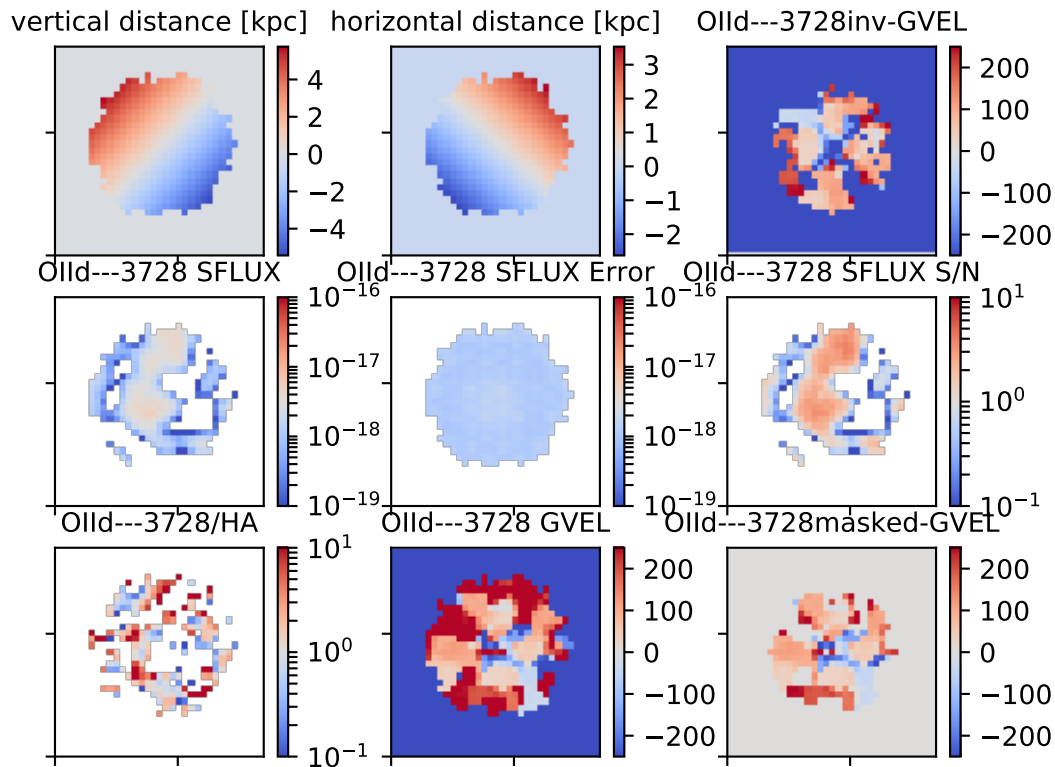 vertical distance [kpc] horizontal distance [kpc] OIId---3728inv-GVEL
4 2 0 −2 −4
3 2 1 0 −1 −2
200 100 0 −100 −200
OIId---3728 SFLUX OIId---3728 SFLUX Error OIId---3728 SFLUX S/N
10^−16 10^−17 10^−18 10^−19
10^−16 10^−17 10^−18 10^−19
10^1 10^0 10^−1
OIId---3728/HA OIId---3728 GVEL OIId---3728masked-GVEL
10^1 10^0 10^−1
200 100 0 −100 −200
200 100 0 −100 −200